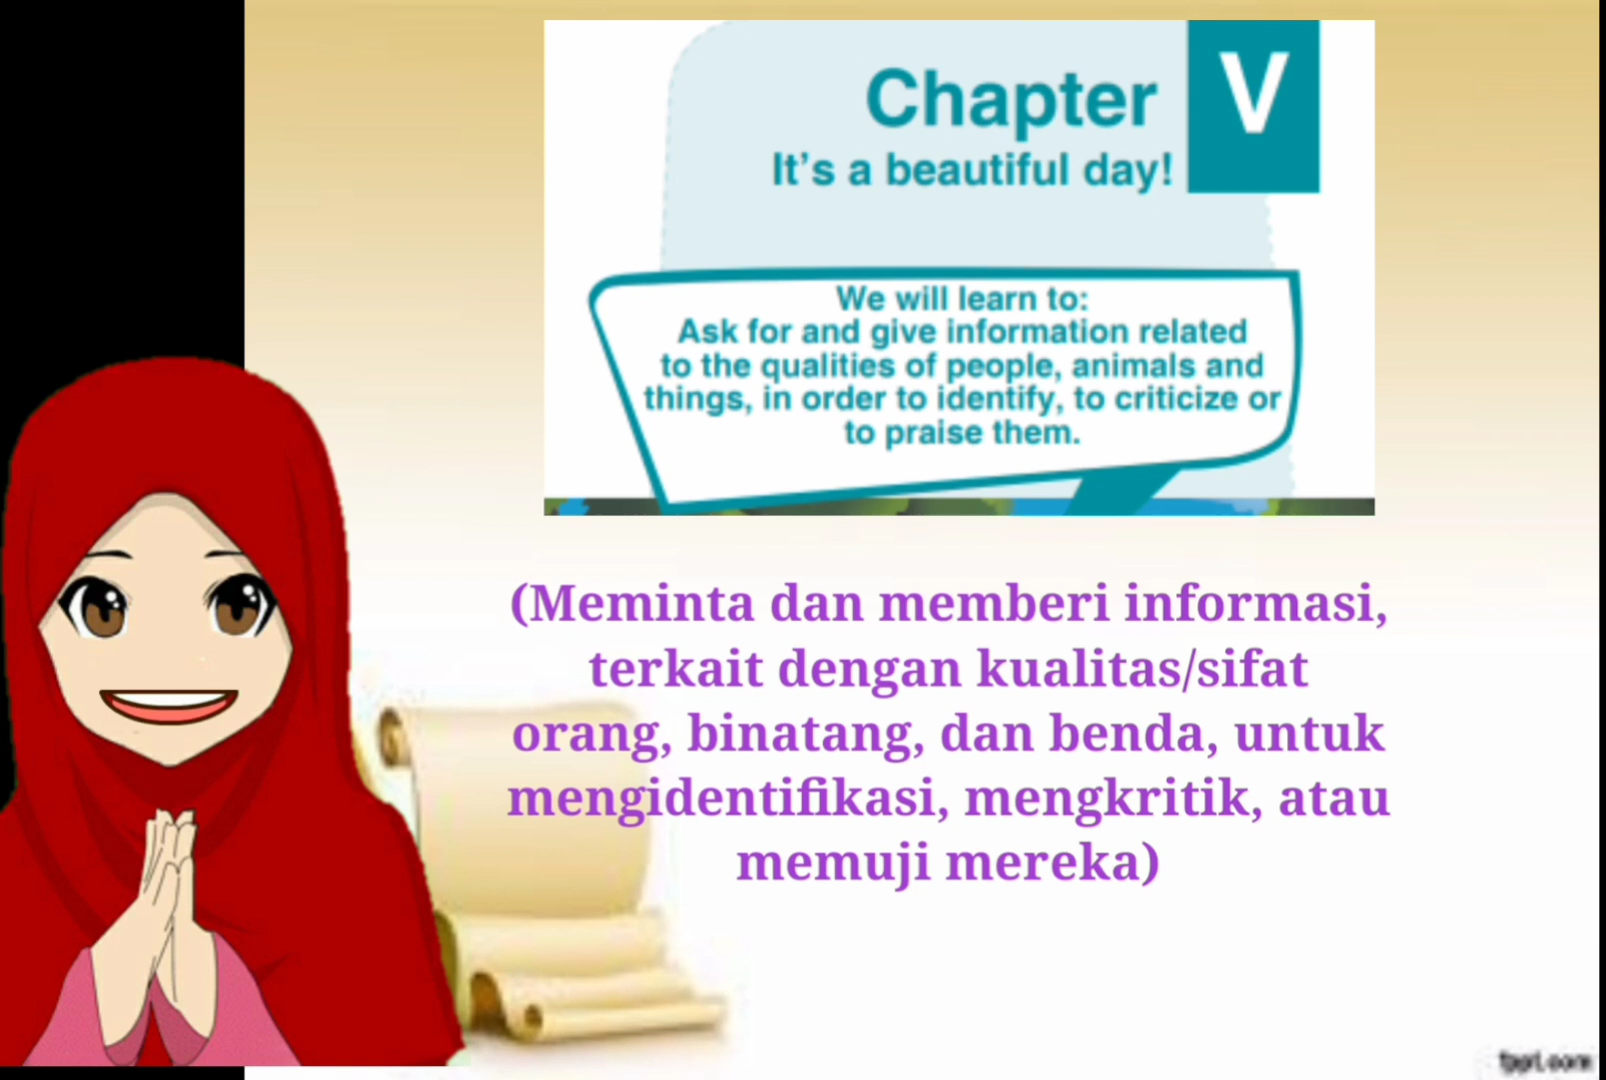 Chapter V
It's a beautiful day!
We will learn to:
Ask for and give information related
to the qualities of people, animals and
things, in order to identify, to criticize or
to praise them.
(Meminta dan memberi informasi,
terkait dengan kualitas/sifat
orang, binatang, dan benda, untuk
mengidentifikasi, mengkritik, atau
memuji mereka)